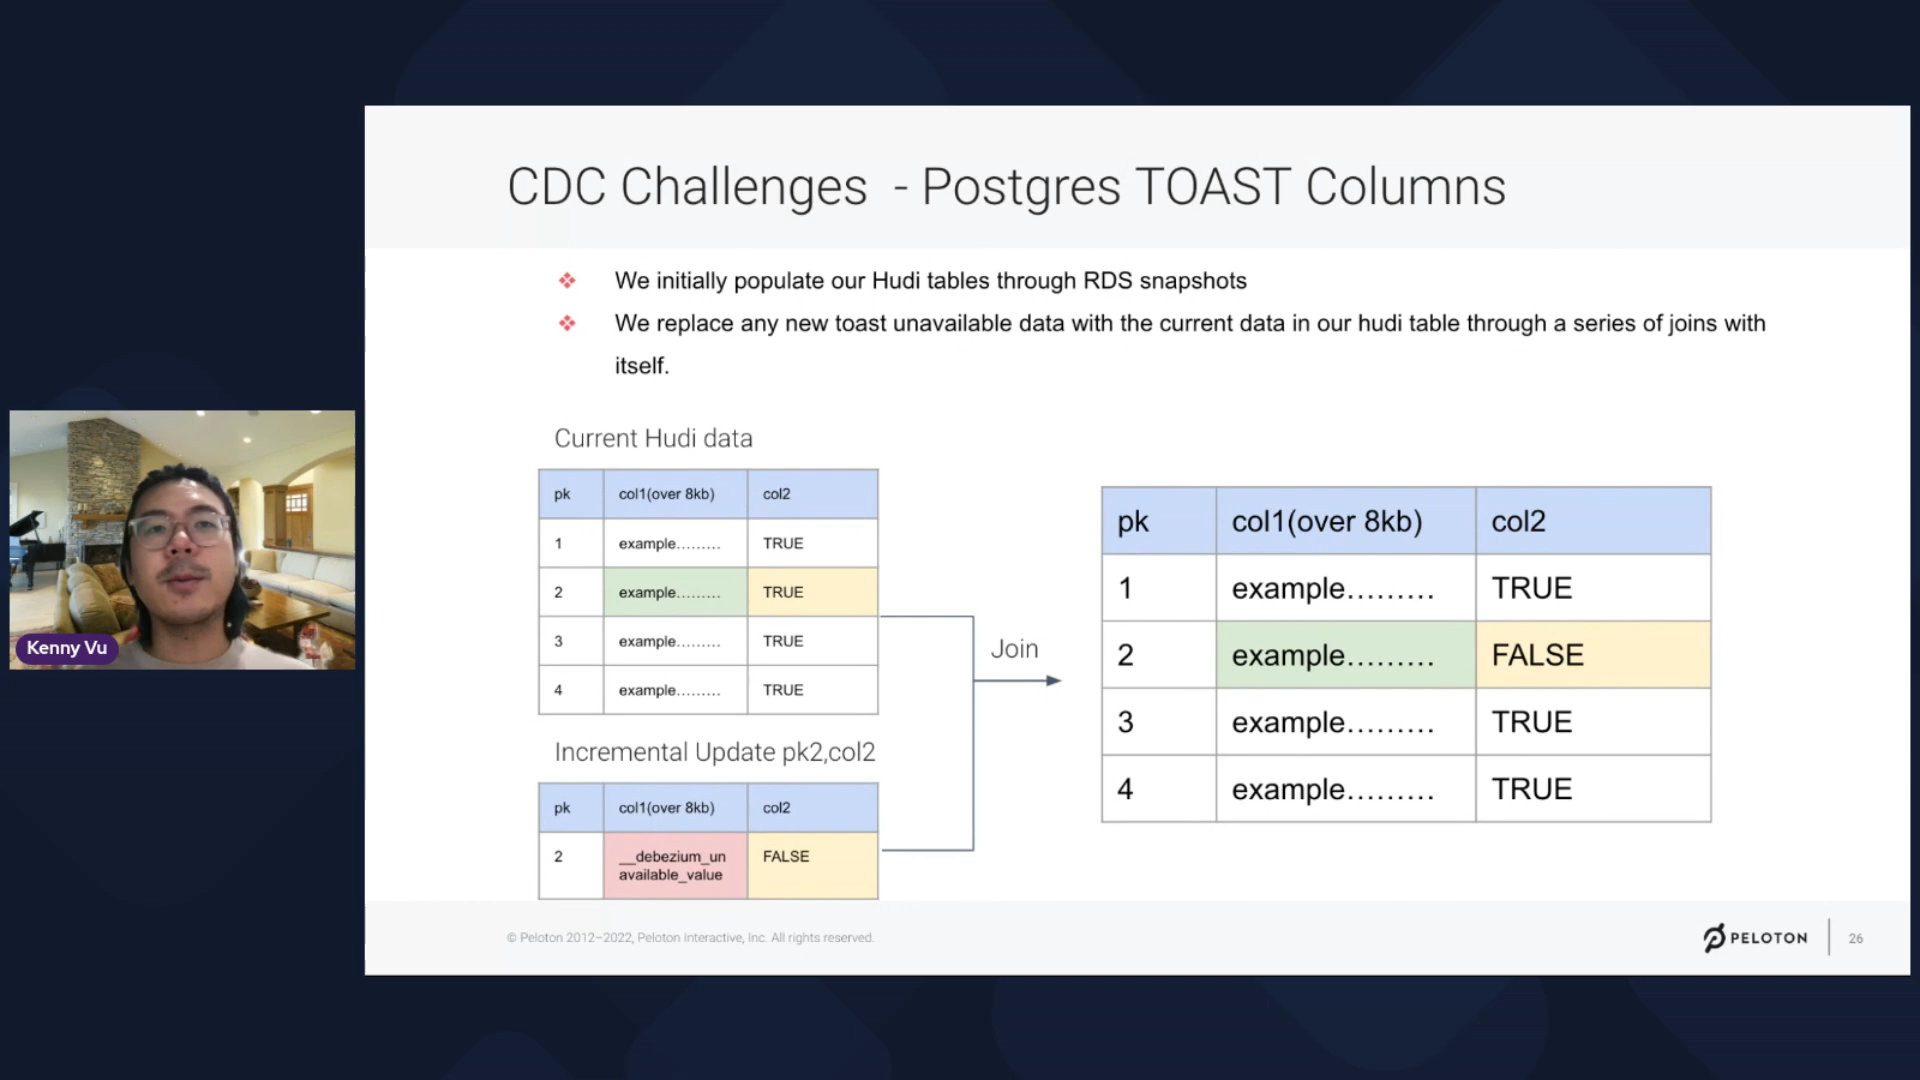 CDC Challenges - Postgres TOAST Columns
We initially populate our Hudi tables through RDS snapshots
We replace any new toast unavailable data with the current data in our hudi table through a series of joins with
itself.
Current Hudi data
pk col1(over 8kb) col2
1 example......... TRUE
2 example......... TRUE
3 example......... TRUE
4 example......... TRUE
Incremental Update pk2,col2
pk col1(over 8kb) col2
2 __debezium_un FALSE
available_value
Join
pk col1(over 8kb) col2
1 example……… TRUE
2 example……… FALSE
3 example……… TRUE
4 example……… TRUE
Kenny Vu
© Peloton 2012–2022, Peloton Interactive, Inc. All rights reserved.
PELOTON
26